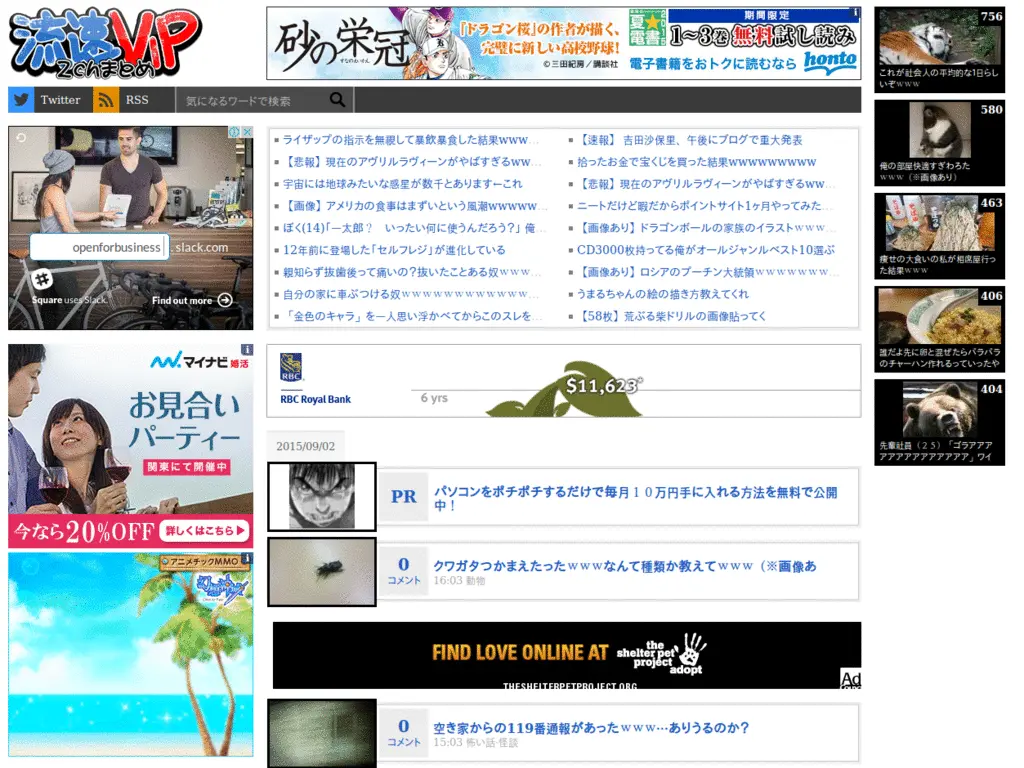 流速VIP
2chまとめ
砂の栄冠
すなのえいかん
『ドラゴン桜』の作者が描く、
完璧に新しい高校野球!
©三田紀房/講談社
夏★電書
2015
期間限定
1~3巻無料試し読み
電子書籍をおトクに読むなら honto
Twitter
RSS
気になるワードで検索
openforbusiness .slack.com
Square uses Slack.
Find out more
ライザップの指示を無視して暴飲暴食した結果www…
【悲報】現在のアヴリルラヴィーンがやばすぎるww…
宇宙には地球みたいな惑星が数千とありますーこれ
【画像】アメリカの食事はまずいという風潮wwwww…
ぼく(14)「一太郎? いったい何に使うんだろう?」俺…
12年前に登場した「セルフレジ」が進化している
親知らず抜歯後って痛いの?抜いたことある奴ｗｗｗ…
自分の家に車ぶつける奴ｗｗｗｗｗｗｗｗｗｗｗｗ…
「金色のキャラ」を一人思い浮かべてからこのスレを…
【速報】 吉田沙保里、午後にブログで重大発表
拾ったお金で宝くじを買った結果wwwwwwwww
【悲報】現在のアヴリルラヴィーンがやばすぎるww…
ニートだけど暇だからポイントサイト1ヶ月やってみた…
【画像あり】ドラゴンボールの家族のイラストｗｗｗ…
CD3000枚持ってる俺がオールジャンルベスト10選ぶ
【画像あり】ロシアのプーチン大統領ｗｗｗｗｗｗｗ…
うまるちゃんの絵の描き方教えてくれ
【58枚】荒ぶる柴ドリルの画像貼ってく
マイナビ婚活
お見合い
パーティー
関東にて開催中
今なら20%OFF
詳しくはこちら▶
アニメチックMMO
RBC
RBC Royal Bank
6 yrs
$11,623
2015/09/02
PR
パソコンをポチポチするだけで毎月１０万円手に入れる方法を無料で公開
中！
0
コメント
クワガタつかまえたったｗｗｗなんて種類か教えてｗｗｗ（※画像あ
16:03 動物
FIND LOVE ONLINE AT
the
shelter pet
project
adopt
THESHELTERPETPROJECT.ORG
Ad
0
コメント
空き家からの119番通報があったｗｗｗ…ありうるのか？
15:03 怖い話·怪談
756
これが社会人の平均的な1日らし
いぞｗｗｗ
580
俺の部屋快適すぎわろた
ｗｗｗ（※画像あり）
463
痩せの大食いの私が相席屋行っ
た結果ｗｗｗ
406
誰だよ先に卵と混ぜたらパラパラ
のチャーハン作れるっていったや
404
先輩社員（２５）「ゴラアアア
アアアアアアアアアアア」ワイ